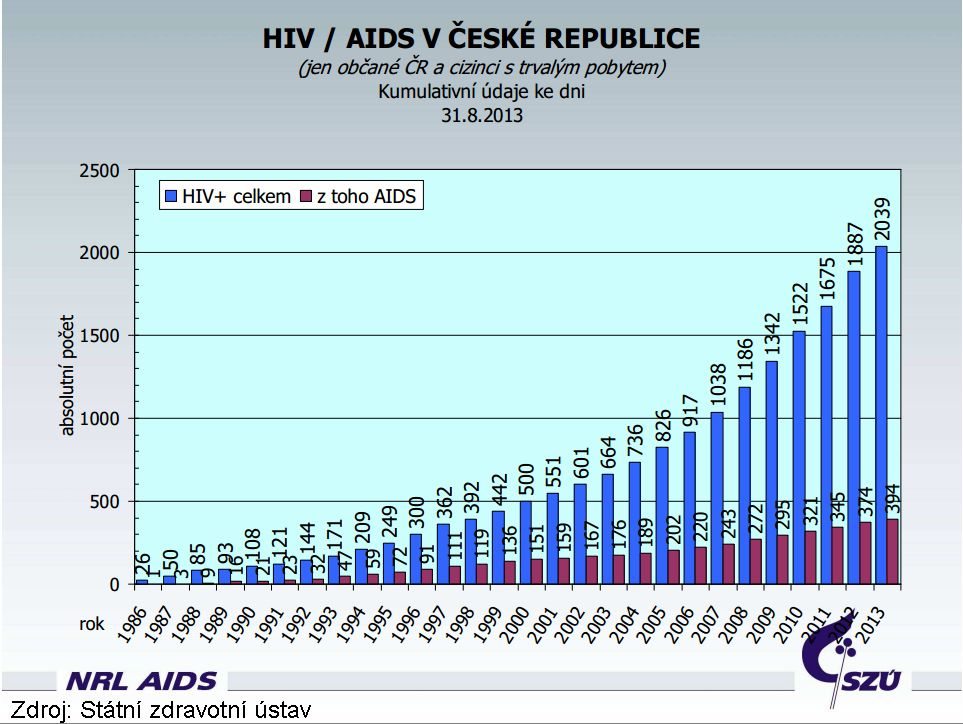 HIV / AIDS V ČESKÉ REPUBLICE
(jen občané ČR a cizinci s trvalým pobytem)
Kumulativní údaje ke dni
31.8.2013
2500
2000
1500
1000
500
0
absolutní počet
HIV+ celkem z toho AIDS
26 1 50 3 85 9 93 16 108 21 121 23 144 32 171 47 209 59 249 72 300 91 362 111 392 119 442 136 500 151 551 159 601 167 664 176 736 189 826 202 917 220 1038 243 1186 272 1342 295 1522 321 1675 345 1887 374 2039 394
rok
1986 1987 1988 1989 1990 1991 1992 1993 1994 1995 1996 1997 1998 1999 2000 2001 2002 2003 2004 2005 2006 2007 2008 2009 2010 2011 2012 2013
NRL AIDS
SZÚ
Zdroj: Státní zdravotní ústav